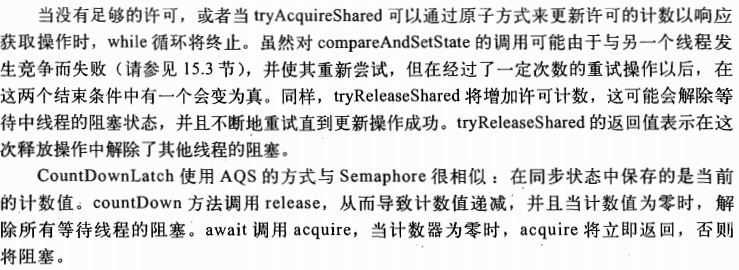 当没有足够的许可，或者当 tryAcquireShared 可以通过原子方式来更新许可的计数以响应
获取操作时，while 循环将终止。虽然对 compareAndSetState 的调用可能由于与另一个线程发
生竞争而失败（请参见 15.3 节），并使其重新尝试，但在经过了一定次数的重试操作以后，在
这两个结束条件中有一个会变为真。同样，tryReleaseShared 将增加许可计数，这可能会解除等
待中线程的阻塞状态，并且不断地重试直到更新操作成功。tryReleaseShared 的返回值表示在这
次释放操作中解除了其他线程的阻塞。
CountDownLatch 使用 AQS 的方式与 Semaphore 很相似：在同步状态中保存的是当前
的计数值。countDown 方法调用 release，从而导致计数值递减，并且当计数值为零时，解
除所有等待线程的阻塞。await 调用 acquire，当计数器为零时，acquire 将立即返回，否则
将阻塞。